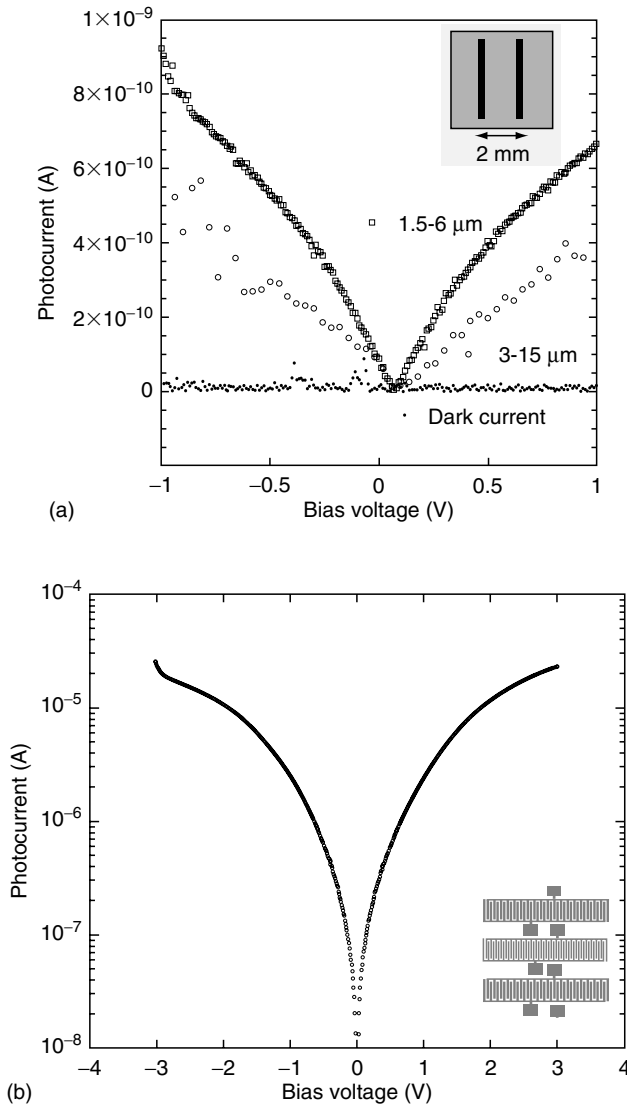 1×10⁻⁹
8×10⁻¹⁰
6×10⁻¹⁰
4×10⁻¹⁰
2×10⁻¹⁰
0
Photocurrent (A)
2 mm
1.5-6 μm
3-15 μm
Dark current
−1 −0.5 0 0.5 1
(a) Bias voltage (V)
10⁻⁴
10⁻⁵
10⁻⁶
10⁻⁷
10⁻⁸
Photocurrent (A)
−4 −3 −2 −1 0 1 2 3 4
(b) Bias voltage (V)